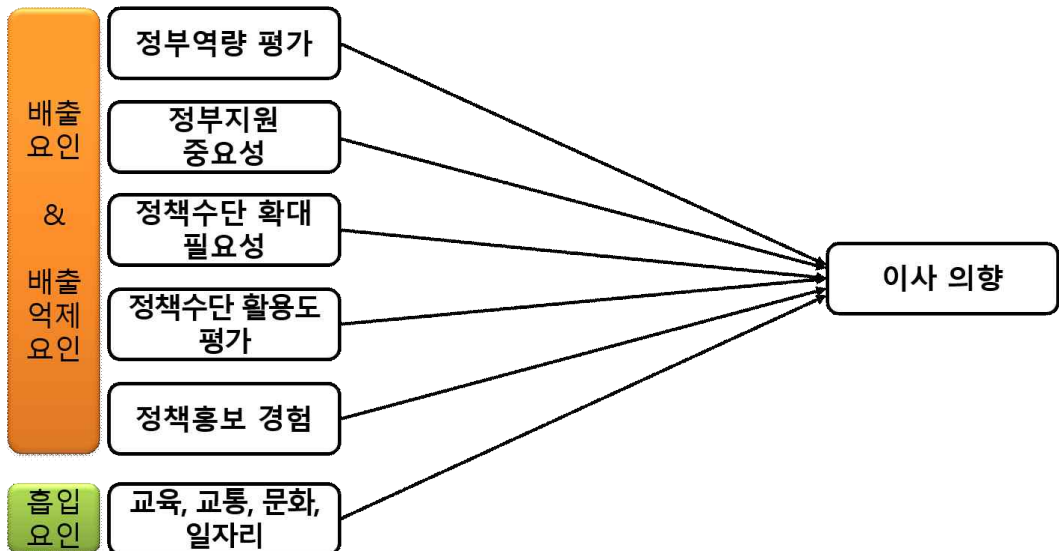 배출
요인
&
배출
억제
요인
정부역량 평가
정부지원
중요성
정책수단 확대
필요성
정책수단 활용도
평가
정책홍보 경험
흡입
요인
교육, 교통, 문화,
일자리
이사 의향